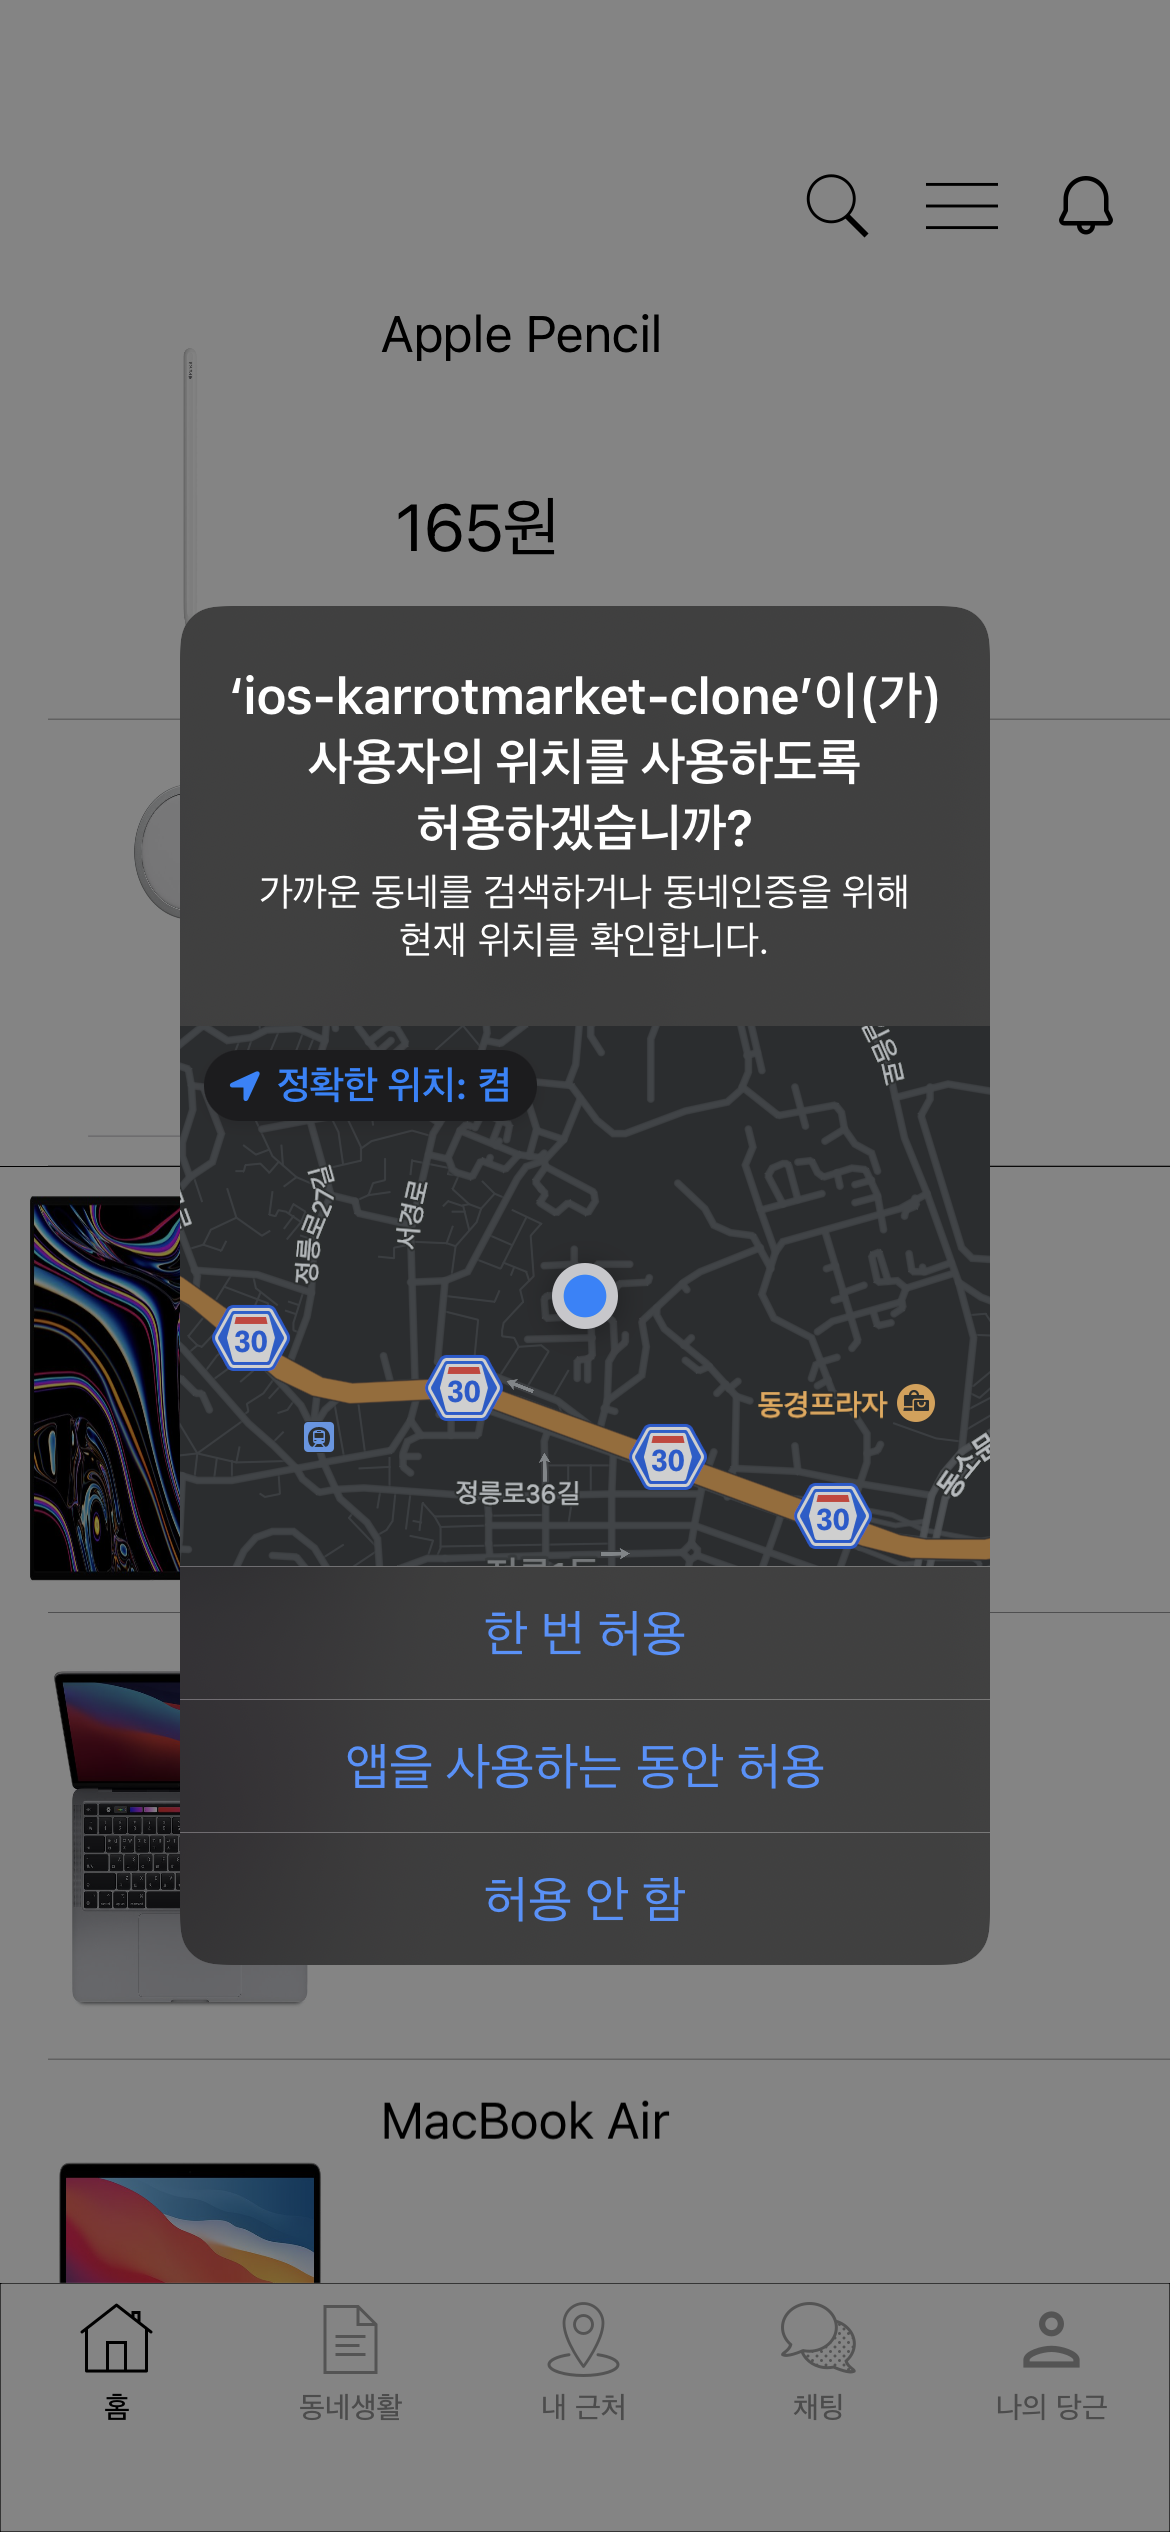 Apple Pencil
165원
‘ios-karrotmarket-clone’이(가)
사용자의 위치를 사용하도록
허용하겠습니까?
가까운 동네를 검색하거나 동네인증을 위해
현재 위치를 확인합니다.
정확한 위치: 켬
정릉로27길
서경로
30
30
동경프라자
30
정릉로36길
30
한 번 허용
앱을 사용하는 동안 허용
허용 안 함
MacBook Air
홈
동네생활
내 근처
채팅
나의 당근